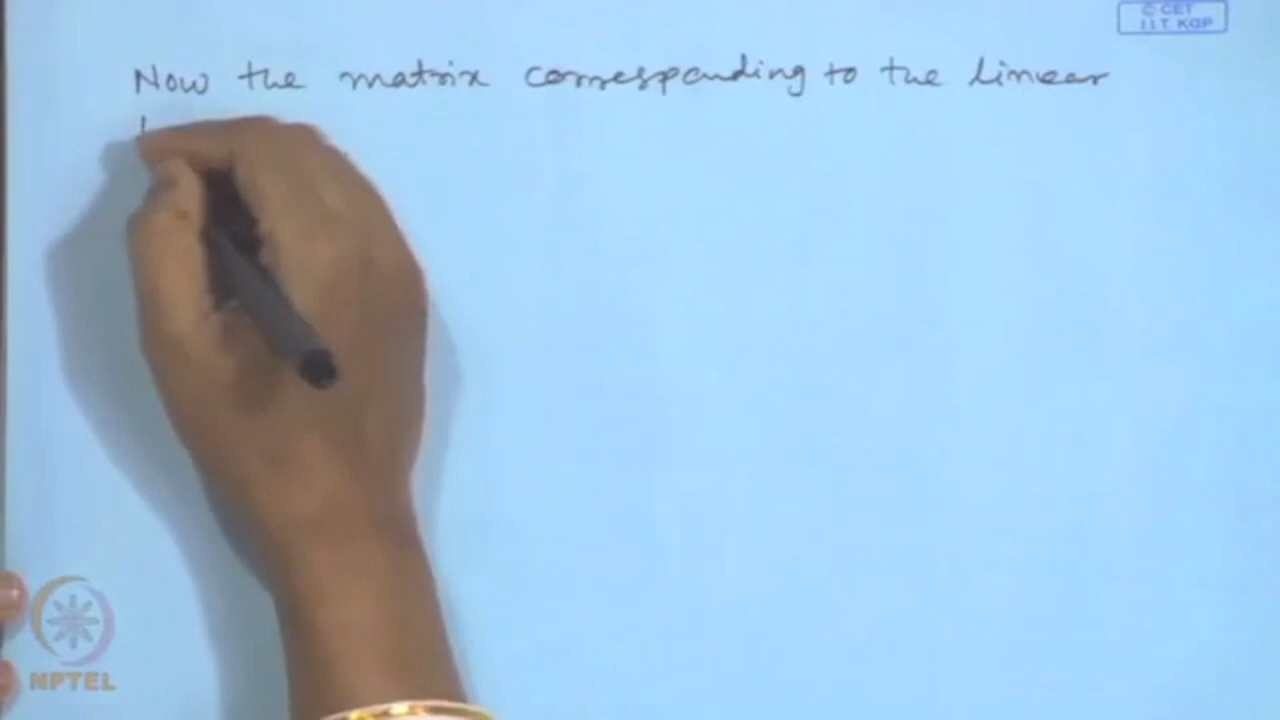 © CET
I.I.T. KGP
Now the matrix corresponding to the linear
NPTEL